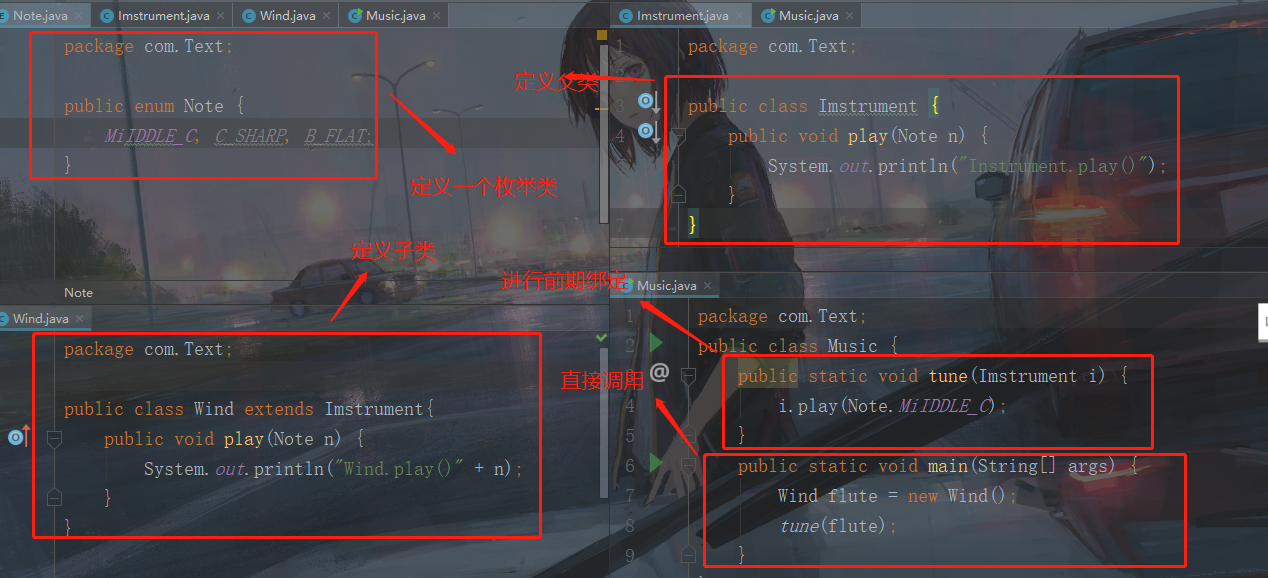 Note.java
Imstrument.java
Wind.java
Music.java
package com.Text;
public enum Note {
MiIDDLE_C, C_SHARP, B_FLAT;
}
定义一个枚举类
Note
定义子类
Wind.java
package com.Text;
public class Wind extends Imstrument{
public void play(Note n) {
System.out.println("Wind.play()" + n);
}
}
Imstrument.java
Music.java
定义父类
1 package com.Text;
3 public class Imstrument {
4 public void play(Note n) {
System.out.println("Instrument.play()");
}
7 }
进行前期绑定
直接调用
Music.java
1 package com.Text;
2 public class Music {
public static void tune(Imstrument i) {
4 i.play(Note.MiIDDLE_C);
5 }
6 public static void main(String[] args) {
7 Wind flute = new Wind();
8 tune(flute);
9 }